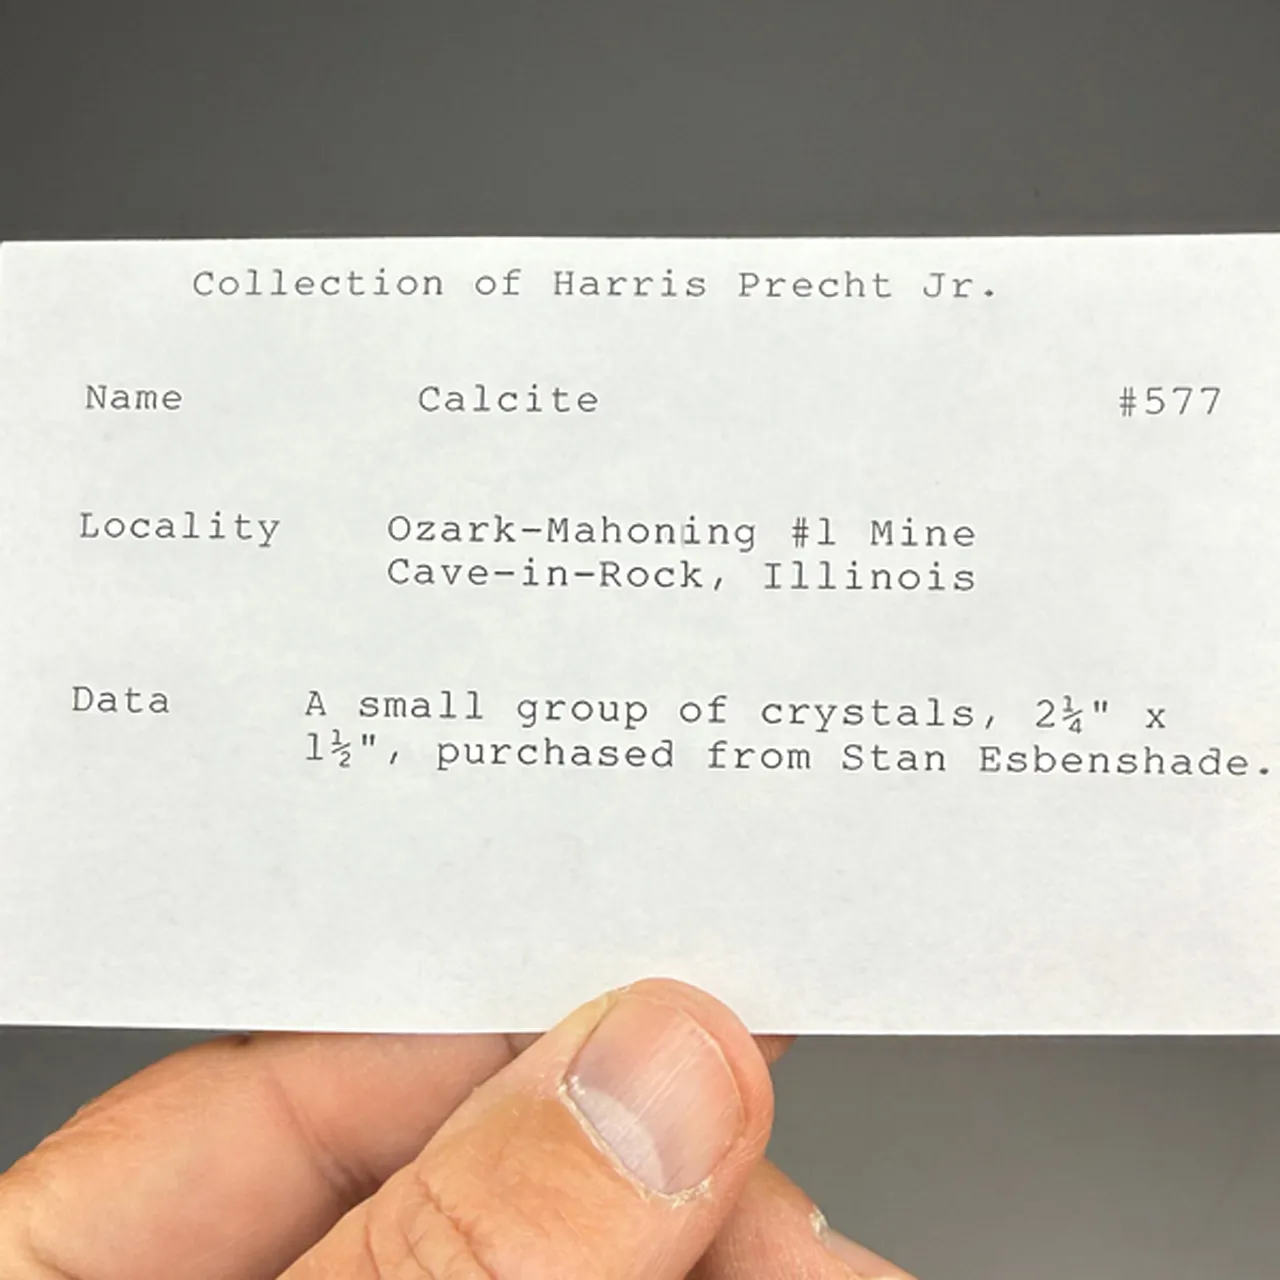 Collection of Harris Precht Jr.
Name Calcite #577
Locality Ozark-Mahoning #1 Mine
Cave-in-Rock, Illinois
Data A small group of crystals, 2¼" x
1½", purchased from Stan Esbenshade.